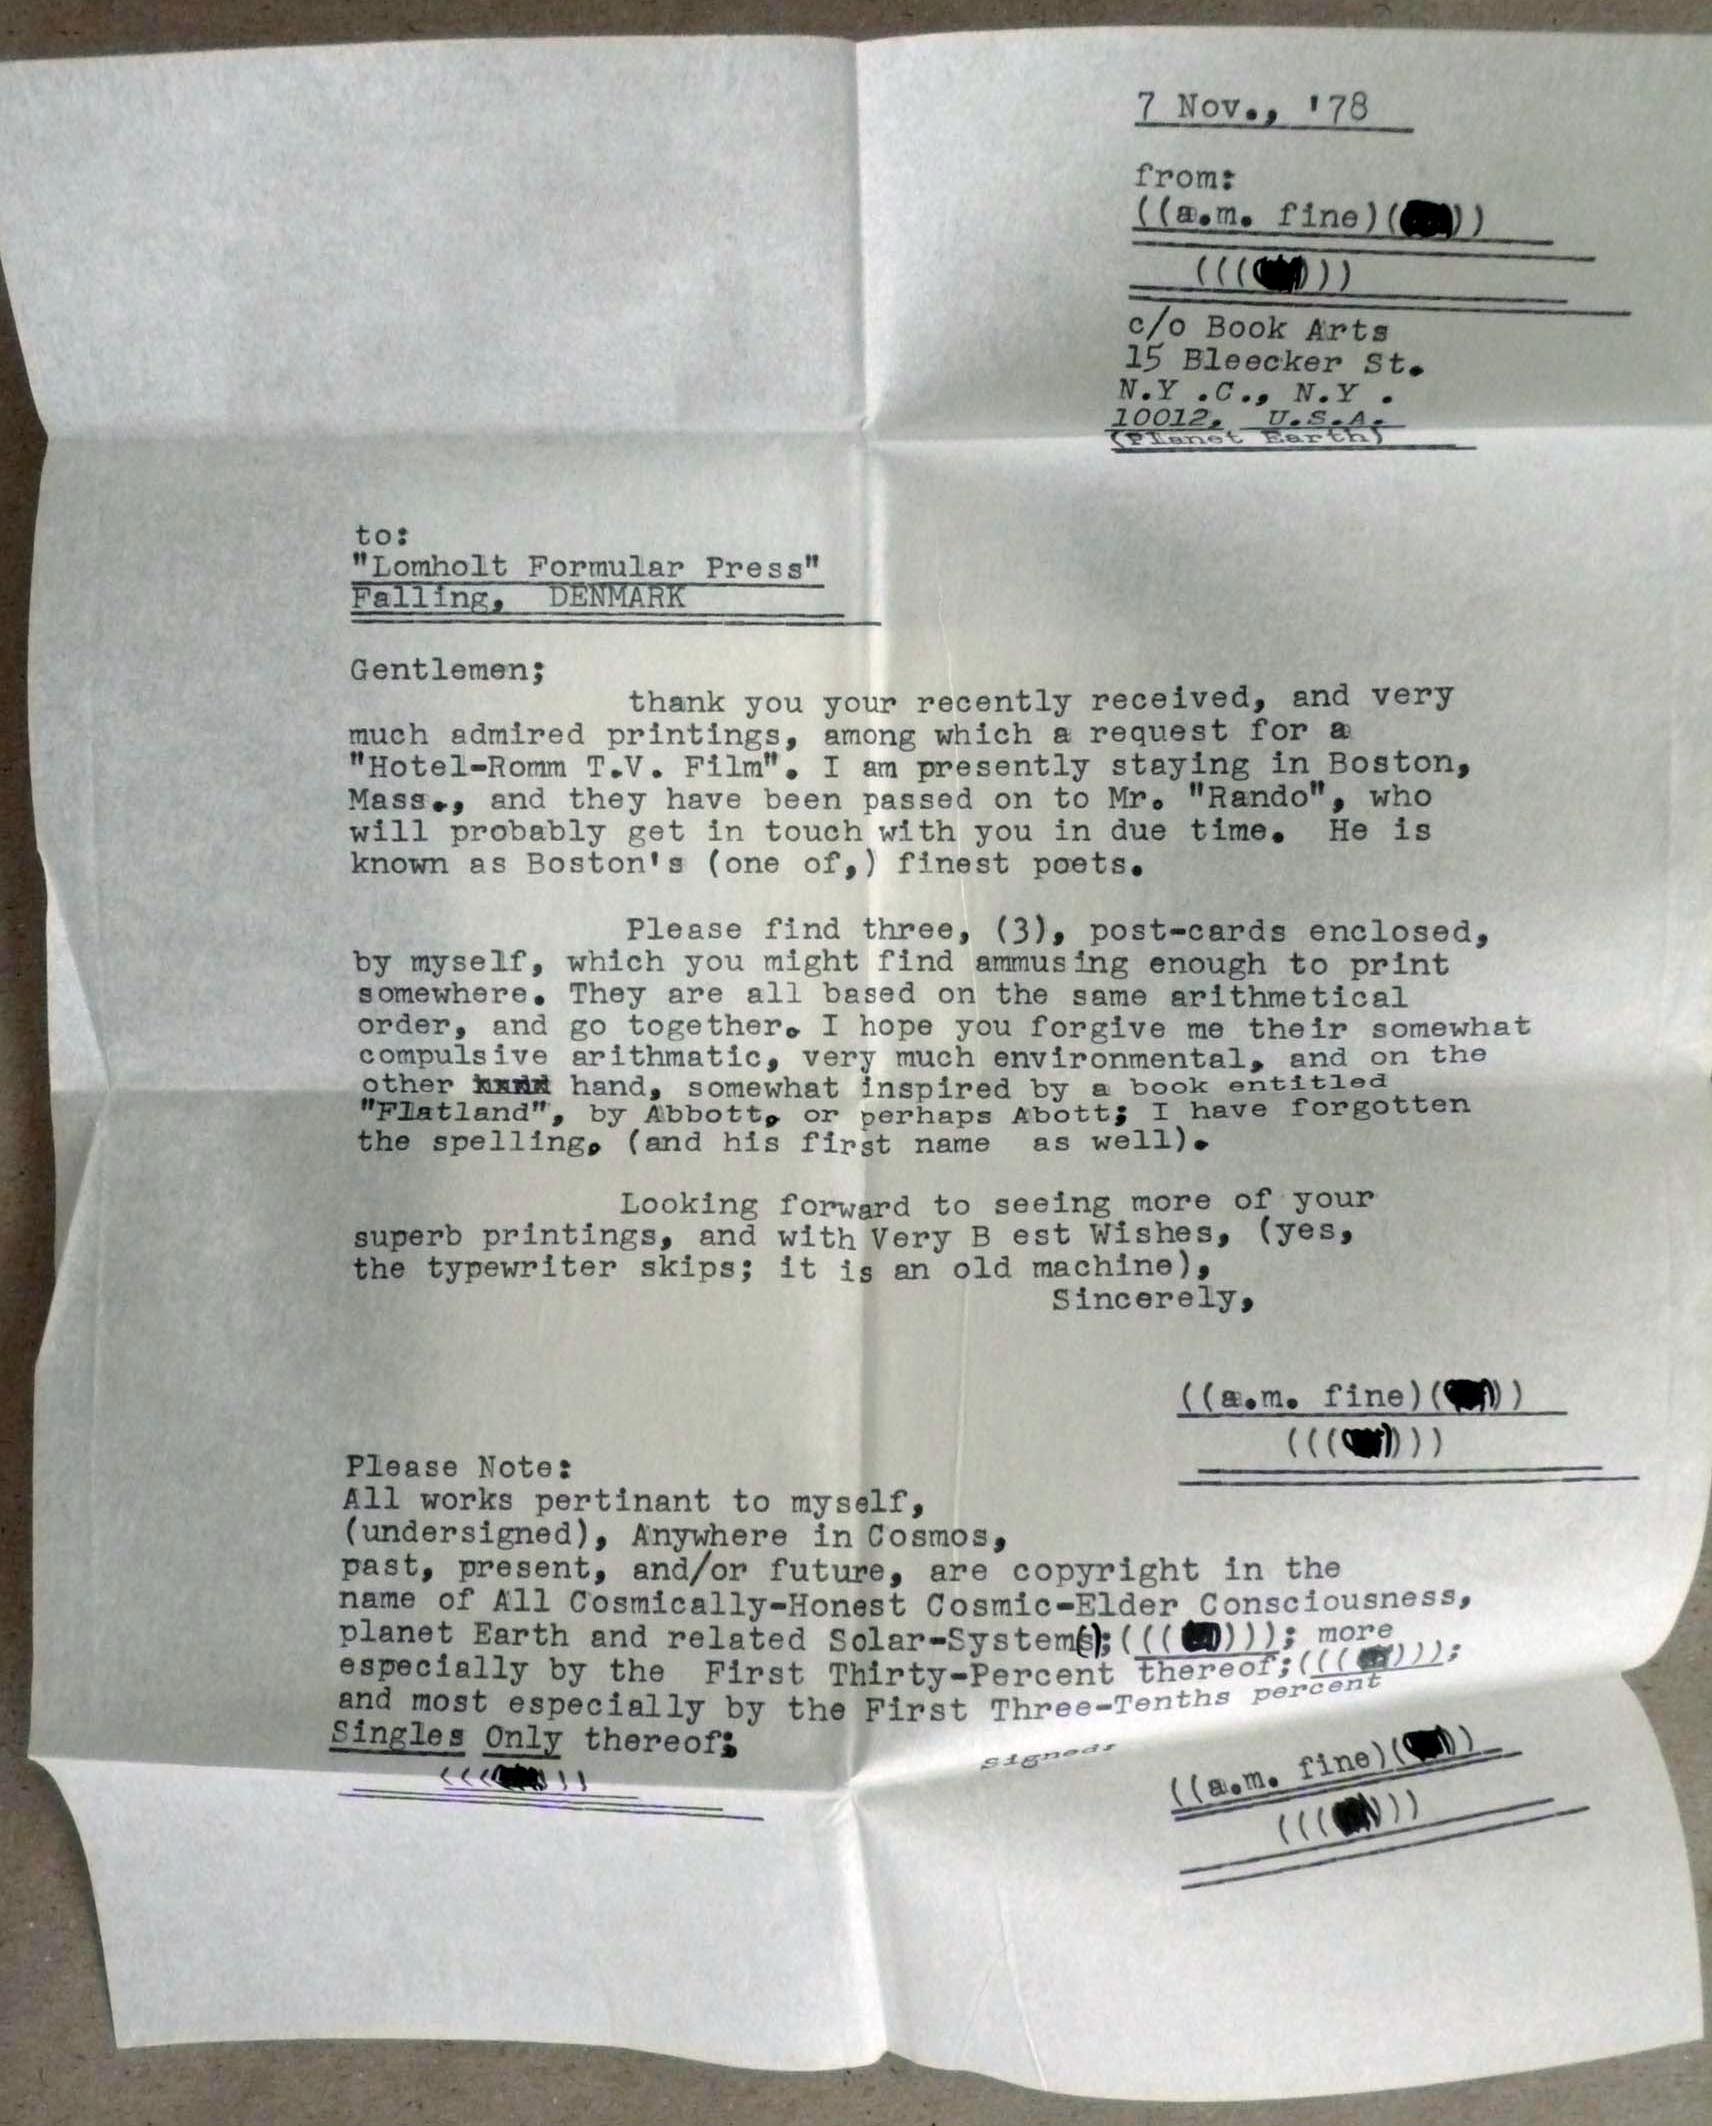 7 Nov., '78
from:
((a.m. fine)( ))
((( )))
c/o Book Arts
15 Bleecker St.
N.Y .C., N.Y .
10012, U.S.A.
(Planet Earth)
to:
"Lomholt Formular Press"
Falling, DENMARK
Gentlemen;
thank you your recently received, and very
much admired printings, among which a request for a
"Hotel-Romm T.V. Film". I am presently staying in Boston,
Mass., and they have been passed on to Mr. "Rando", who
will probably get in touch with you in due time. He is
known as Boston's (one of,) finest poets.
Please find three, (3), post-cards enclosed,
by myself, which you might find ammusing enough to print
somewhere. They are all based on the same arithmetical
order, and go together. I hope you forgive me their somewhat
compulsive arithmatic, very much environmental, and on the
other hand, somewhat inspired by a book entitled
"Flatland", by Abbott, or perhaps Abott; I have forgotten
the spelling, (and his first name as well).
Looking forward to seeing more of your
superb printings, and with Very B est Wishes, (yes,
the typewriter skips; it is an old machine),
Sincerely,
((a.m. fine)( ))
((( )))
Please Note:
All works pertinant to myself,
(undersigned), Anywhere in Cosmos,
past, present, and/or future, are copyright in the
name of All Cosmically-Honest Cosmic-Elder Consciousness,
planet Earth and related Solar-System(s);((( ))); more
especially by the First Thirty-Percent thereof;((( )));
and most especially by the First Three-Tenths percent
Singles Only thereof;
((( )))
signed:
((a.m. fine)( ))
((( )))